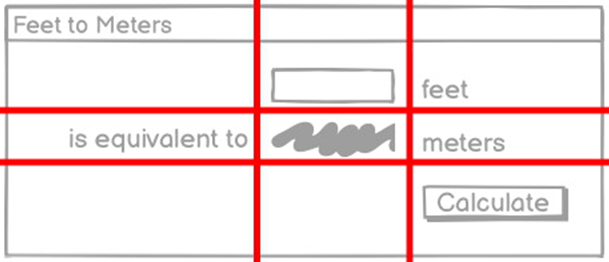 Feet to Meters
feet
is equivalent to meters
Calculate